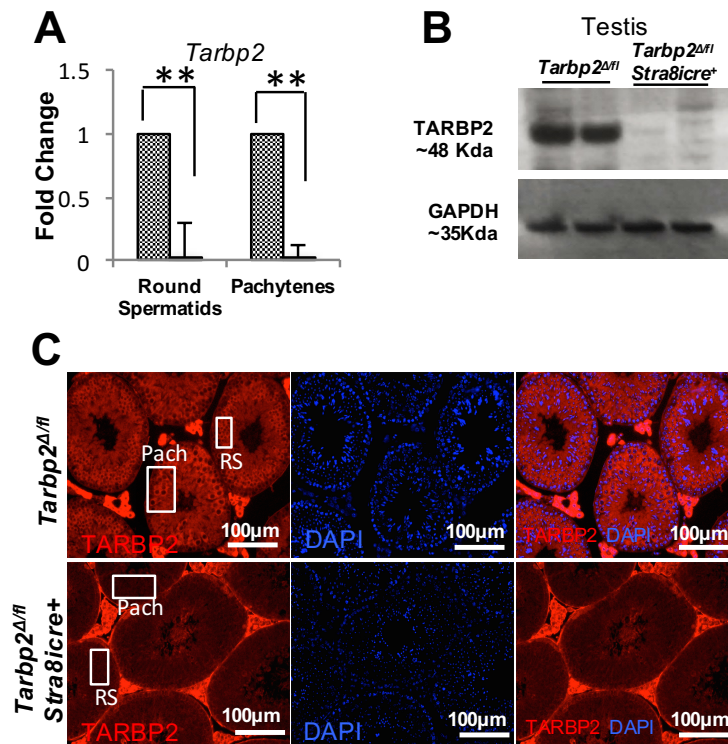 A
Tarbp2
1.5
1
0.5
0
Fold Change
**
**
Round
Spermatids
Pachytenes
B
Testis
Tarbp2Δ/fl
Tarbp2Δ/fl
Stra8icre+
TARBP2
~48 Kda
GAPDH
~35Kda
C
Tarbp2Δ/fl
Pach
RS
TARBP2
100µm
DAPI
100µm
TARBP2 DAPI
100µm
Tarbp2Δ/fl
Stra8icre+
Pach
RS
TARBP2
100µm
DAPI
100µm
TARBP2 DAPI
100µm